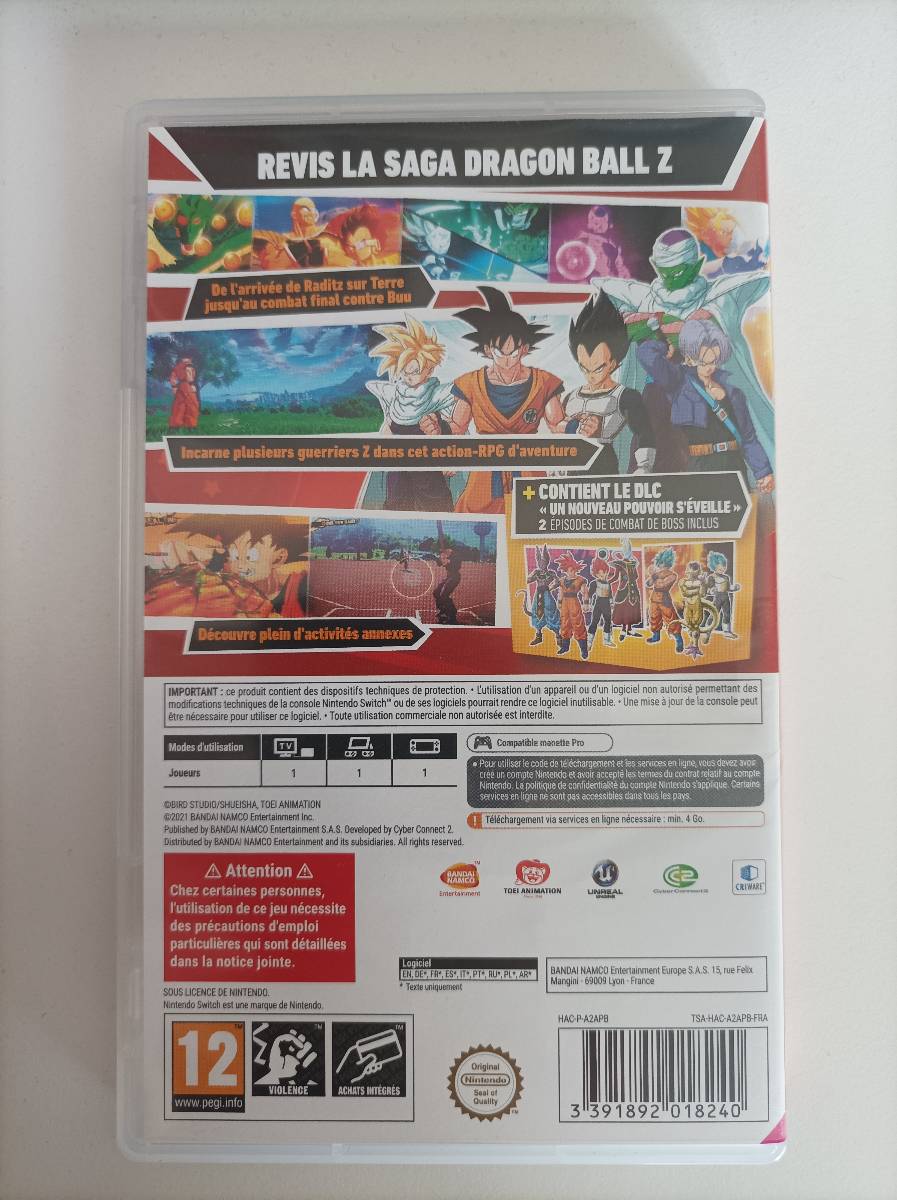 REVIS LA SAGA DRAGON BALL Z
De l'arrivée de Raditz sur Terre
jusqu'au combat final contre Buu
Incarne plusieurs guerriers Z dans cet action-RPG d'aventure
+ CONTIENT LE DLC
« UN NOUVEAU POUVOIR S'ÉVEILLE »
2 ÉPISODES DE COMBAT DE BOSS INCLUS
Découvre plein d'activités annexes
IMPORTANT : ce produit contient des dispositifs techniques de protection. • L'utilisation d'un appareil ou d'un logiciel non autorisé permettant des
modifications techniques de la console Nintendo Switch™ ou de ses logiciels pourrait rendre ce logiciel inutilisable. • Une mise à jour de la console peut
être nécessaire pour utiliser ce logiciel. • Toute utilisation commerciale non autorisée est interdite.
Modes d'utilisation
TV
Joueurs 1 1 1
Compatible manette Pro
• Pour utiliser le code de téléchargement et les services en ligne, vous devez avoir
créé un compte Nintendo et avoir accepté les termes du contrat relatif au compte
Nintendo. La politique de confidentialité du compte Nintendo s'applique. Certains
services en ligne ne sont pas accessibles dans tous les pays.
! Téléchargement via services en ligne nécessaire : min. 4 Go.
©BIRD STUDIO/SHUEISHA, TOEI ANIMATION
©2021 BANDAI NAMCO Entertainment Inc.
Published by BANDAI NAMCO Entertainment S.A.S. Developed by Cyber Connect 2.
Distributed by BANDAI NAMCO Entertainment and its subsidiaries. All rights reserved.
Attention
Chez certaines personnes,
l'utilisation de ce jeu nécessite
des précautions d'emploi
particulières qui sont détaillées
dans la notice jointe.
BANDAI
NAMCO
Entertainment
TOEI ANIMATION
UNREAL
ENGINE
CyberConnect2
CRIWARE
Logiciel
EN, DE*, FR*, ES*, IT*, PT*, RU*, PL*, AR*
* Texte uniquement
BANDAI NAMCO Entertainment Europe S.A.S. 15, rue Felix
Mangini - 69009 Lyon - France
SOUS LICENCE DE NINTENDO.
Nintendo Switch est une marque de Nintendo.
HAC-P-A2APB TSA-HAC-A2APB-FRA
12
www.pegi.info
VIOLENCE
ACHATS INTÉGRÉS
Original
Nintendo
Seal of
Quality
3 391892 018240